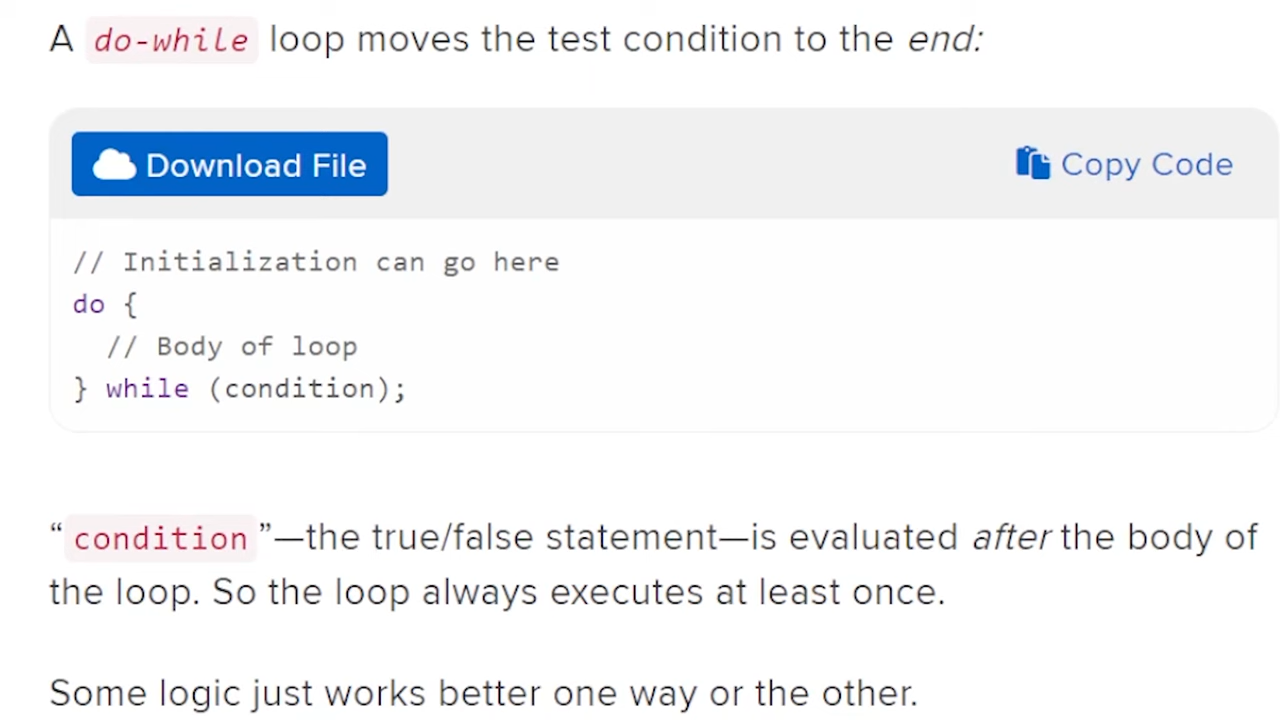 A do-while loop moves the test condition to the end:
Download File
Copy Code
// Initialization can go here
do {
// Body of loop
} while (condition);
“condition”—the true/false statement—is evaluated after the body of
the loop. So the loop always executes at least once.
Some logic just works better one way or the other.